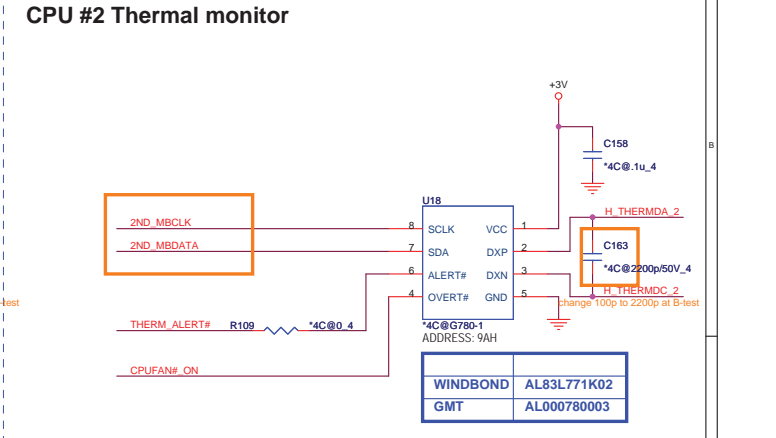 CPU #2 Thermal monitor
+3V
C158
*4C@.1u_4
B
U18
2ND_MBCLK
8 SCLK VCC 1
H_THERMDA_2
2ND_MBDATA
7 SDA DXP 2
C163
*4C@2200p/50V_4
6 ALERT# DXN 3
4 OVERT# GND 5
H_THERMDC_2
-test
change 100p to 2200p at B-test
THERM_ALERT# R109 *4C@0_4
*4C@G780-1
ADDRESS: 9AH
CPUFAN#_ON
WINDBOND AL83L771K02
GMT AL000780003